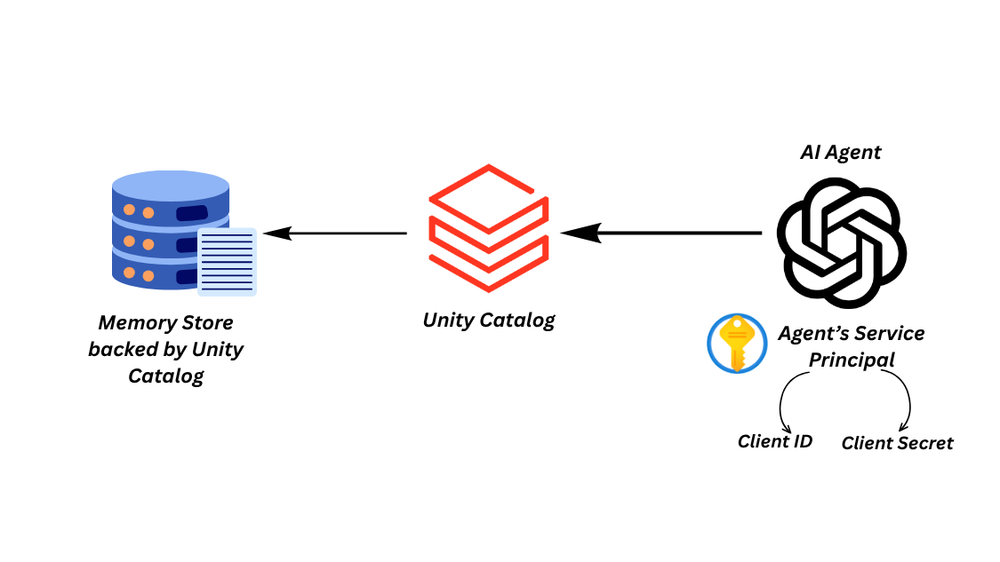 AI Agent
Memory Store
backed by Unity
Catalog
Unity Catalog
Agent’s Service
Principal
Client ID
Client Secret